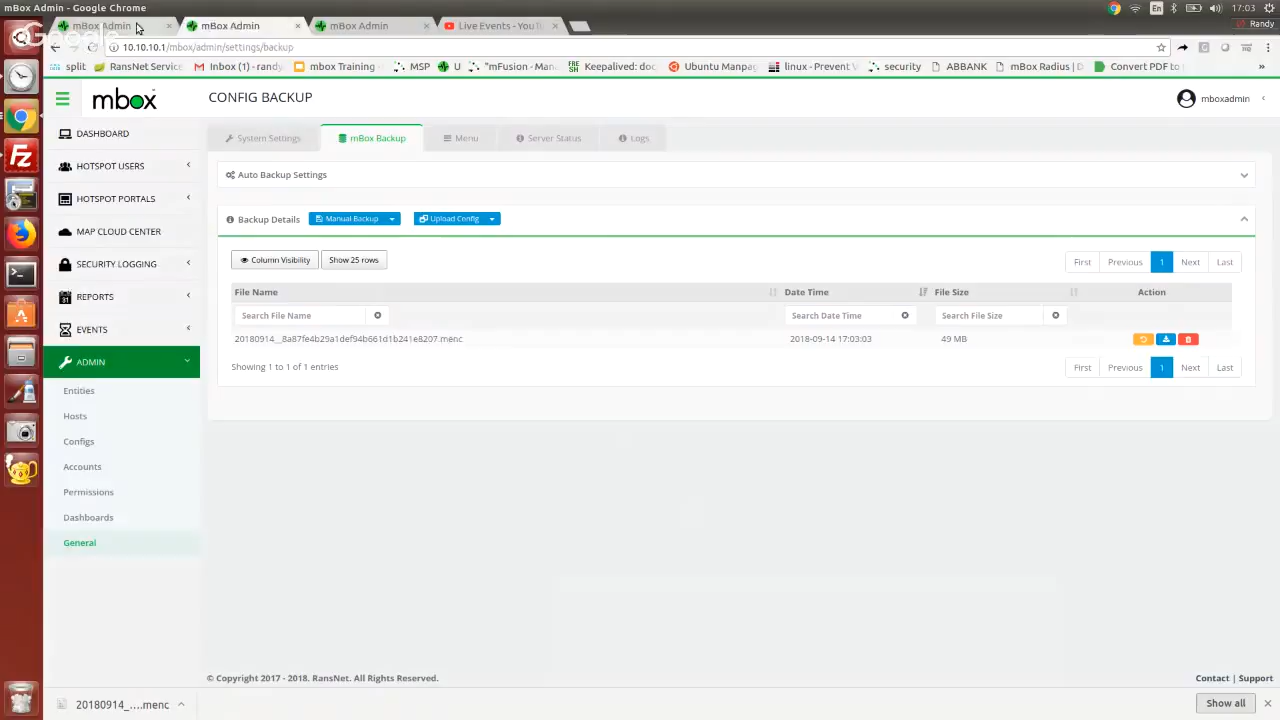 mBox Admin - Google Chrome
En
17:03
mBox Admin
mBox Admin
mBox Admin
Live Events - YouT
Randy
Google
10.10.10.1/mbox/admin/settings/backup
split
RansNet Service
Inbox (1) - randy
mbox Training
MSP
U
"mFusion - Man
Keepalived: doc
Ubuntu Manpag
linux - Prevent V
security
ABBANK
mBox Radius | D
Convert PDF to
»
mbox
CONFIG BACKUP
mboxadmin
DASHBOARD
HOTSPOT USERS
HOTSPOT PORTALS
MAP CLOUD CENTER
SECURITY LOGGING
REPORTS
EVENTS
ADMIN
Entities
Hosts
Configs
Accounts
Permissions
Dashboards
General
System Settings
mBox Backup
Menu
Server Status
Logs
Auto Backup Settings
Backup Details
Manual Backup
Upload Config
Column Visibility
Show 25 rows
First Previous 1 Next Last
File Name
Date Time
File Size
Action
Search File Name
Search Date Time
Search File Size
20180914__8a87fe4b29a1def94b661d1b241e8207.menc
2018-09-14 17:03:03
49 MB
Showing 1 to 1 of 1 entries
First Previous 1 Next Last
© Copyright 2017 - 2018. RansNet. All Rights Reserved.
Contact | Support
20180914_....menc
Show all